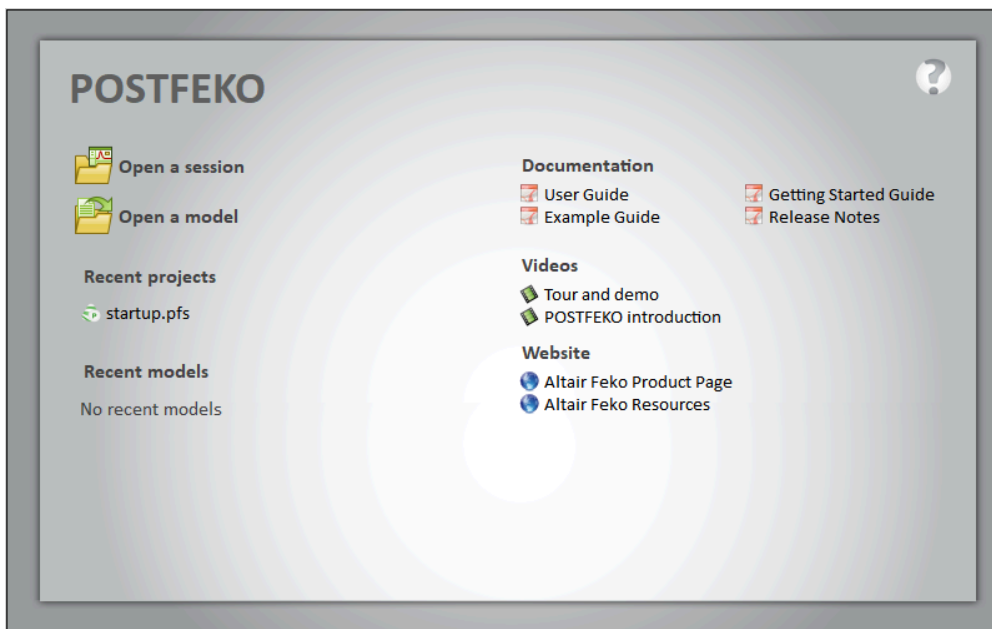 POSTFEKO
?
Open a session
Open a model
Recent projects
startup.pfs
Recent models
No recent models
Documentation
User Guide
Getting Started Guide
Example Guide
Release Notes
Videos
Tour and demo
POSTFEKO introduction
Website
Altair Feko Product Page
Altair Feko Resources